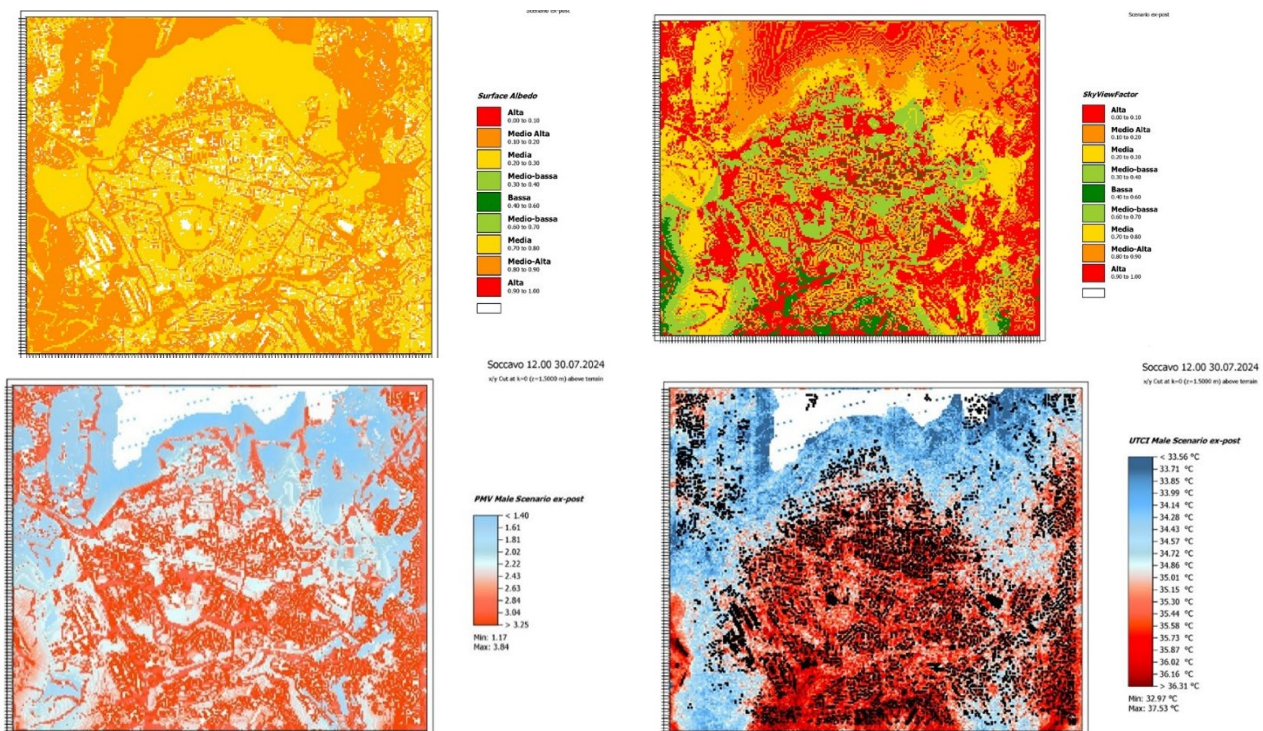 Scenario ex-post
Surface Albedo
Alta
0.00 to 0.10
Medio Alta
0.10 to 0.20
Media
0.20 to 0.30
Medio-bassa
0.30 to 0.40
Bassa
0.40 to 0.60
Medio-bassa
0.60 to 0.70
Media
0.70 to 0.80
Medio-Alta
0.80 to 0.90
Alta
0.90 to 1.00
Scenario ex-post
SkyViewFactor
Alta
0.00 to 0.10
Medio Alta
0.10 to 0.20
Media
0.20 to 0.30
Medio-bassa
0.30 to 0.40
Bassa
0.40 to 0.60
Medio-bassa
0.60 to 0.70
Media
0.70 to 0.80
Medio-Alta
0.80 to 0.90
Alta
0.90 to 1.00
Soccavo 12.00 30.07.2024
x/y Cut at k=0 (z=1.5000 m) above terrain
PMV Male Scenario ex-post
< 1.40
1.61
1.81
2.02
2.22
2.43
2.63
2.84
3.04
> 3.25
Min: 1.17
Max: 3.84
Soccavo 12.00 30.07.2024
x/y Cut at k=0 (z=1.5000 m) above terrain
UTCI Male Scenario ex-post
< 33.56 °C
33.71 °C
33.85 °C
33.99 °C
34.14 °C
34.28 °C
34.43 °C
34.57 °C
34.72 °C
34.86 °C
35.01 °C
35.15 °C
35.30 °C
35.44 °C
35.58 °C
35.73 °C
35.87 °C
36.02 °C
36.16 °C
> 36.31 °C
Min: 32.97 °C
Max: 37.53 °C